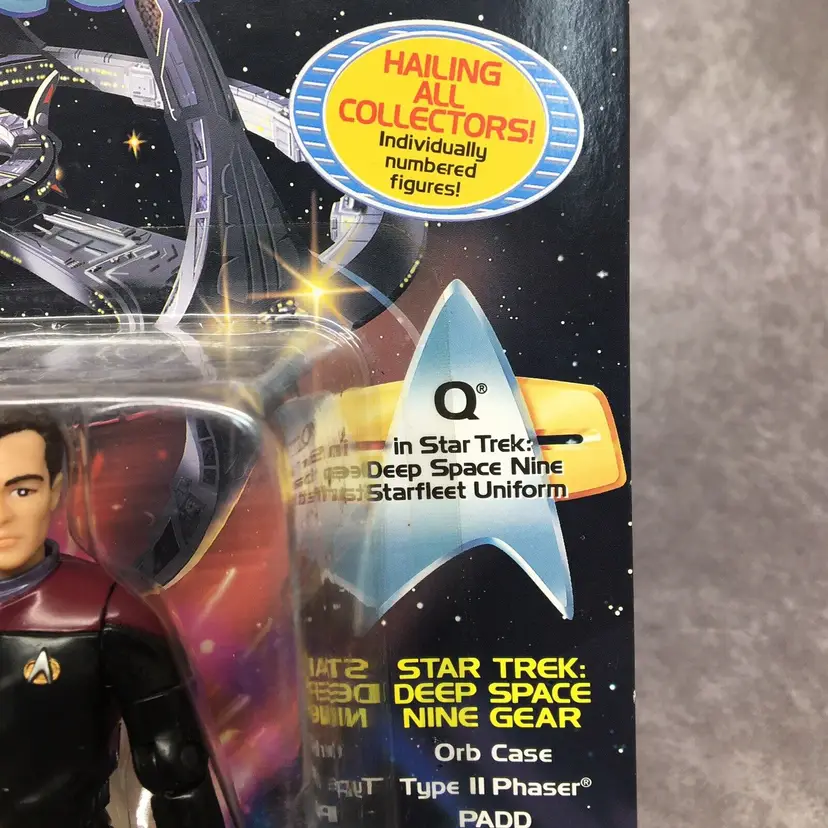 HAILING
ALL
COLLECTORS!
Individually
numbered
figures!
Q®
in Star Trek:
Deep Space Nine
Starfleet Uniform
STAR TREK:
DEEP SPACE
NINE GEAR
Orb Case
Type II Phaser®
PADD